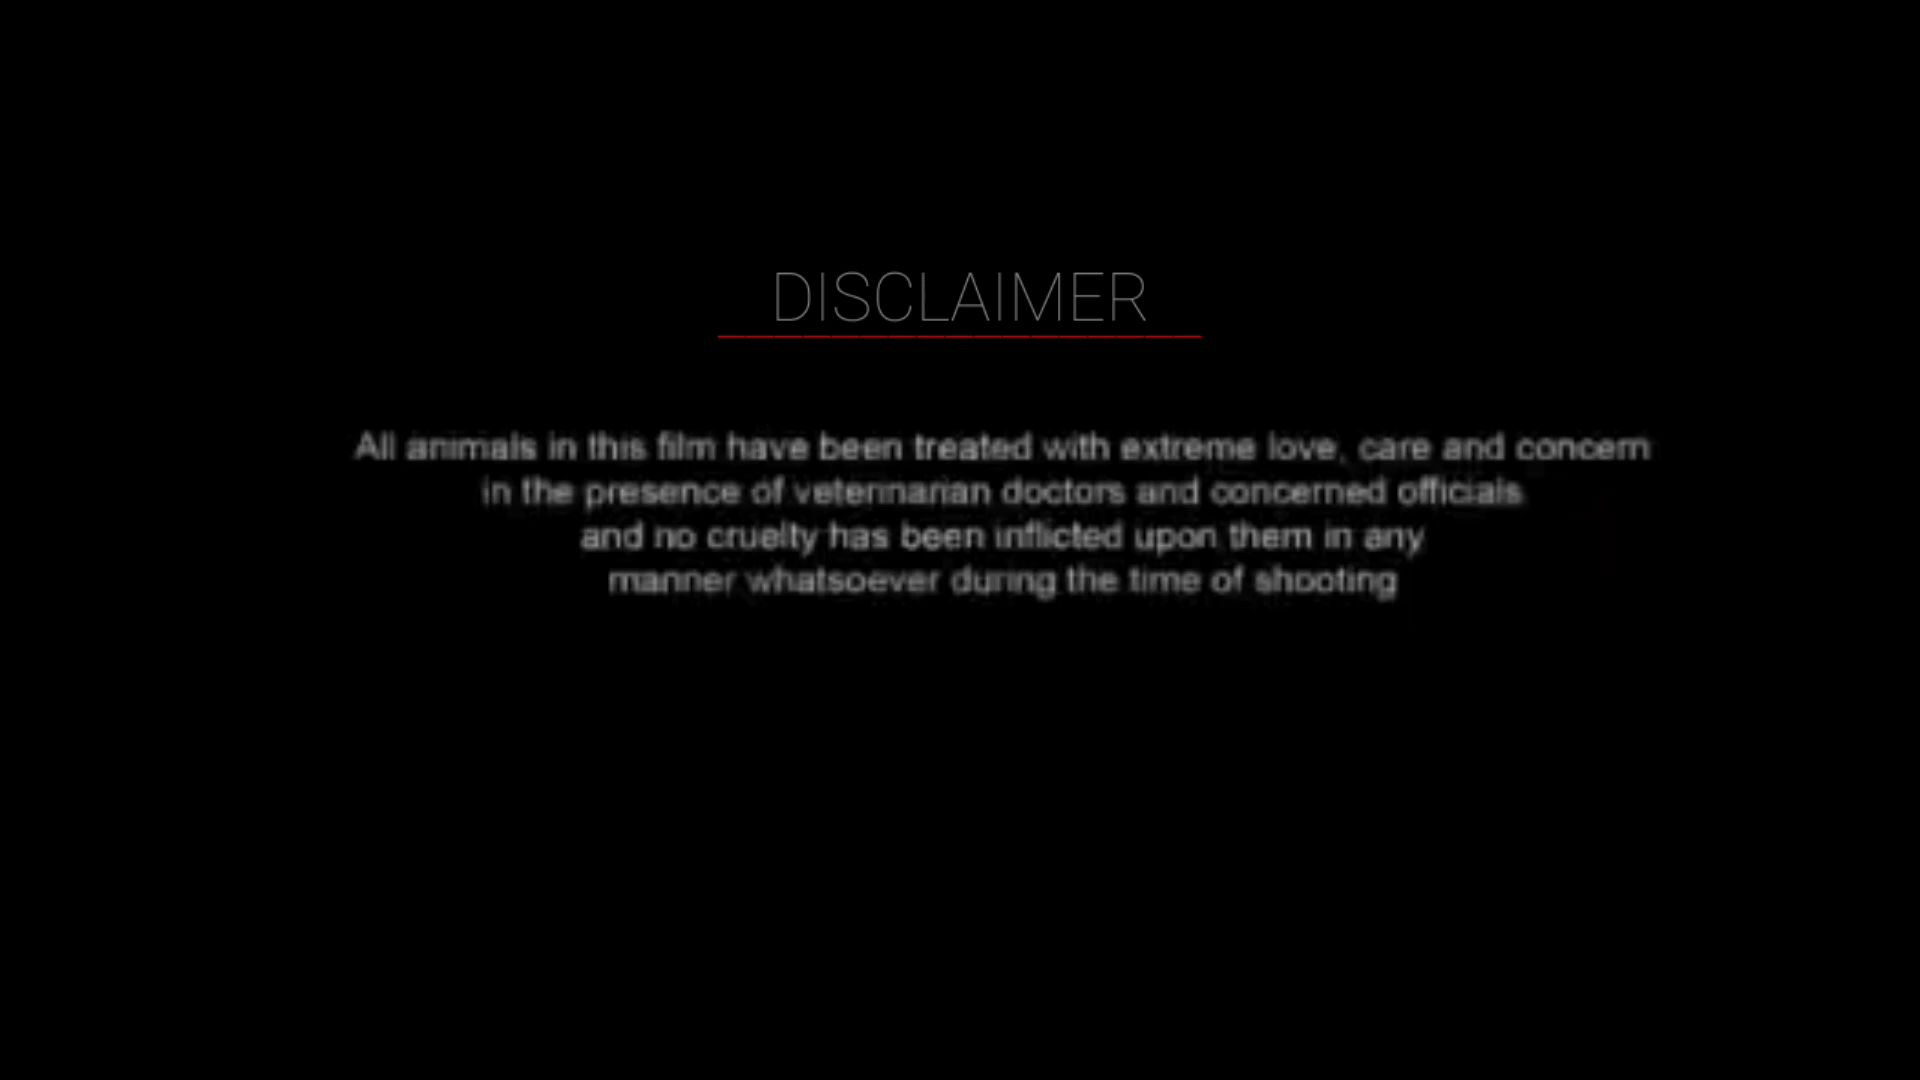 DISCLAIMER
All animals in this film have been treated with extreme love, care and concern
in the presence of veterinarian doctors and concerned officials
and no cruelty has been inflicted upon them in any
manner whatsoever during the time of shooting